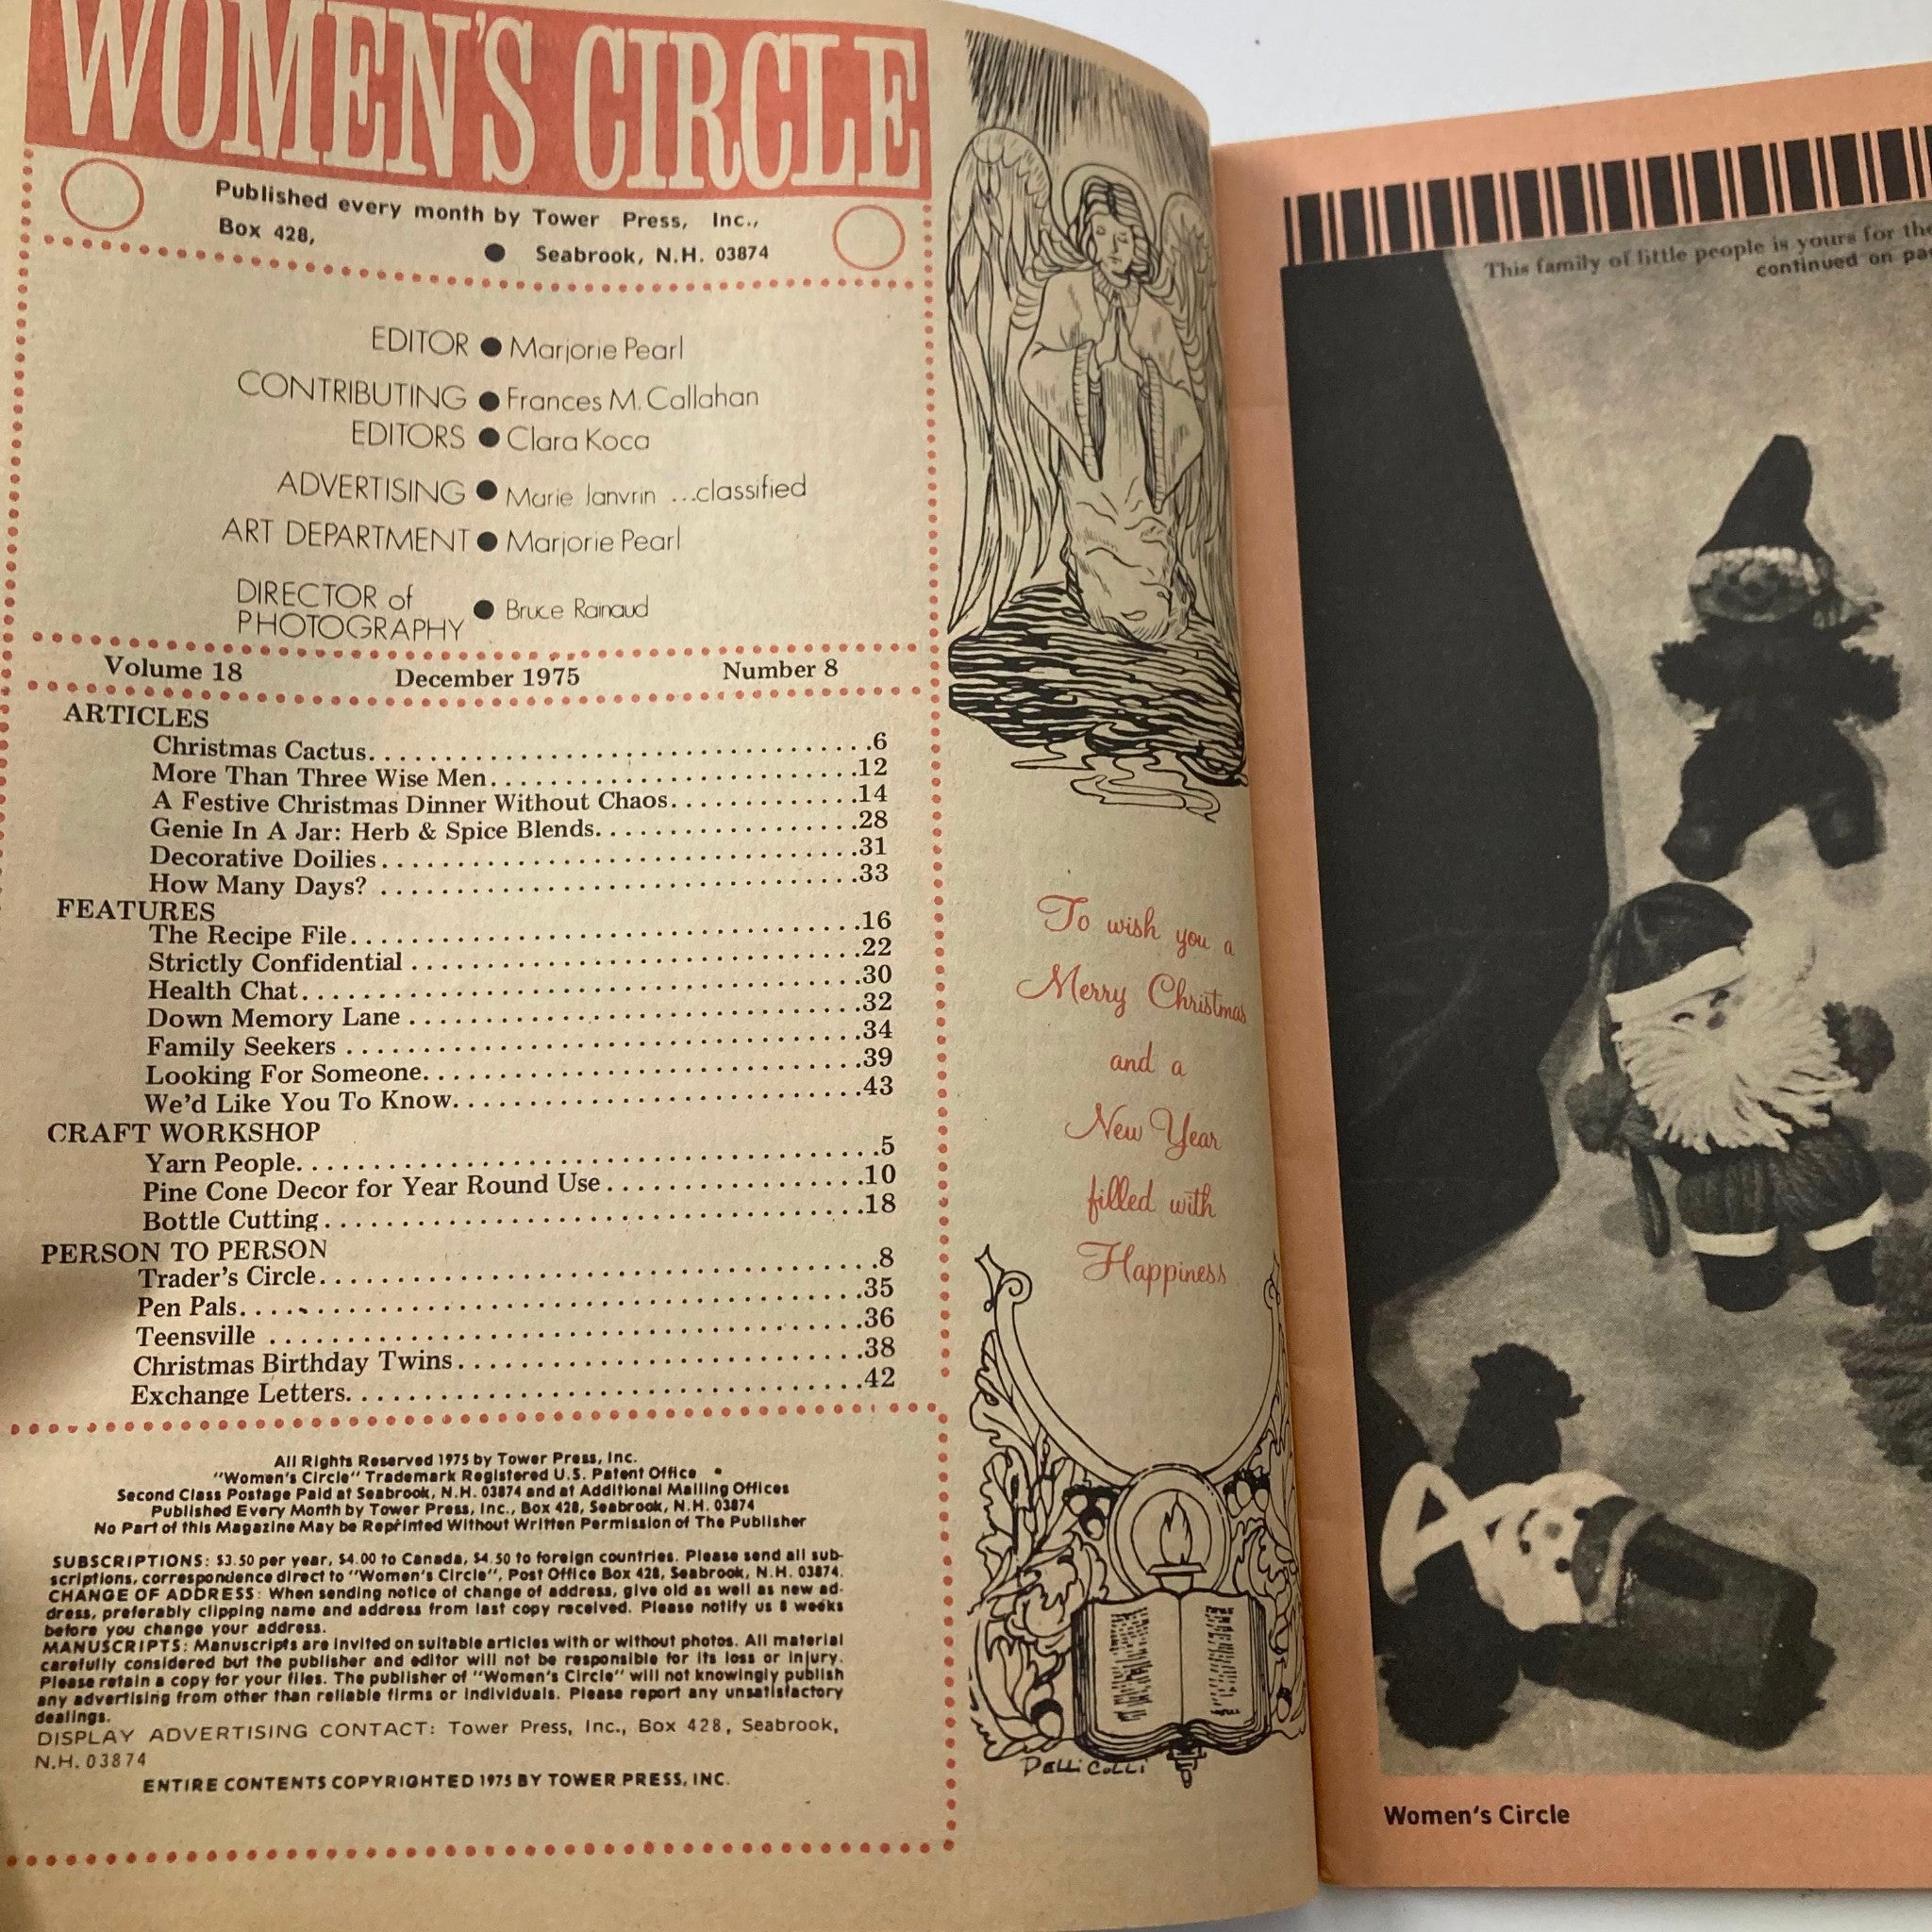 WOMEN'S CIRCLE
Published every month by Tower Press, Inc.,
Box 428, ● Seabrook, N.H. 03874
EDITOR ● Marjorie Pearl
CONTRIBUTING ● Frances M. Callahan
EDITORS ● Clara Koca
ADVERTISING ● Marie Janvrin ...classified
ART DEPARTMENT ● Marjorie Pearl
DIRECTOR of
PHOTOGRAPHY ● Bruce Rainaud
Volume 18 December 1975 Number 8
ARTICLES
Christmas Cactus. . . . . . . . . . . . . . . . . . . . . . . . . . . . . . . . .6
More Than Three Wise Men. . . . . . . . . . . . . . . . . . . . . . . .12
A Festive Christmas Dinner Without Chaos. . . . . . . . . . . . .14
Genie In A Jar: Herb & Spice Blends. . . . . . . . . . . . . . . . . .28
Decorative Doilies . . . . . . . . . . . . . . . . . . . . . . . . . . . . . . .31
How Many Days? . . . . . . . . . . . . . . . . . . . . . . . . . . . . . . .33
FEATURES
The Recipe File. . . . . . . . . . . . . . . . . . . . . . . . . . . . . . . . .16
Strictly Confidential . . . . . . . . . . . . . . . . . . . . . . . . . . . . .22
Health Chat. . . . . . . . . . . . . . . . . . . . . . . . . . . . . . . . . . . .30
Down Memory Lane . . . . . . . . . . . . . . . . . . . . . . . . . . . . .32
Family Seekers . . . . . . . . . . . . . . . . . . . . . . . . . . . . . . . . .34
Looking For Someone. . . . . . . . . . . . . . . . . . . . . . . . . . . .39
We'd Like You To Know. . . . . . . . . . . . . . . . . . . . . . . . . .43
CRAFT WORKSHOP
Yarn People. . . . . . . . . . . . . . . . . . . . . . . . . . . . . . . . . . . . .5
Pine Cone Decor for Year Round Use . . . . . . . . . . . . . . . . .10
Bottle Cutting . . . . . . . . . . . . . . . . . . . . . . . . . . . . . . . . . .18
PERSON TO PERSON
Trader's Circle. . . . . . . . . . . . . . . . . . . . . . . . . . . . . . . . . . .8
Pen Pals. . . . . . . . . . . . . . . . . . . . . . . . . . . . . . . . . . . . . . .35
Teensville . . . . . . . . . . . . . . . . . . . . . . . . . . . . . . . . . . . . .36
Christmas Birthday Twins . . . . . . . . . . . . . . . . . . . . . . . . .38
Exchange Letters. . . . . . . . . . . . . . . . . . . . . . . . . . . . . . . .42
All Rights Reserved 1975 by Tower Press, Inc.
"Women's Circle" Trademark Registered U.S. Patent Office
Second Class Postage Paid at Seabrook, N.H. 03874 and at Additional Mailing Offices
Published Every Month by Tower Press, Inc., Box 428, Seabrook, N.H. 03874
No Part of this Magazine May be Reprinted Without Written Permission of The Publisher
SUBSCRIPTIONS: $3.50 per year, $4.00 to Canada, $4.50 to foreign countries. Please send all sub-
scriptions, correspondence direct to "Women's Circle", Post Office Box 428, Seabrook, N.H. 03874.
CHANGE OF ADDRESS: When sending notice of change of address, give old as well as new ad-
dress, preferably clipping name and address from last copy received. Please notify us 8 weeks
before you change your address.
MANUSCRIPTS: Manuscripts are invited on suitable articles with or without photos. All material
carefully considered but the publisher and editor will not be responsible for its loss or injury.
Please retain a copy for your files. The publisher of "Women's Circle" will not knowingly publish
any advertising from other than reliable firms or individuals. Please report any unsatisfactory
dealings.
DISPLAY ADVERTISING CONTACT: Tower Press, Inc., Box 428, Seabrook,
N.H. 03874
ENTIRE CONTENTS COPYRIGHTED 1975 BY TOWER PRESS, INC.
To wish you a
Merry Christmas
and a
New Year
filled with
Happiness
Dellicolli
This family of little people is yours for the
continued on pa
Women's Circle